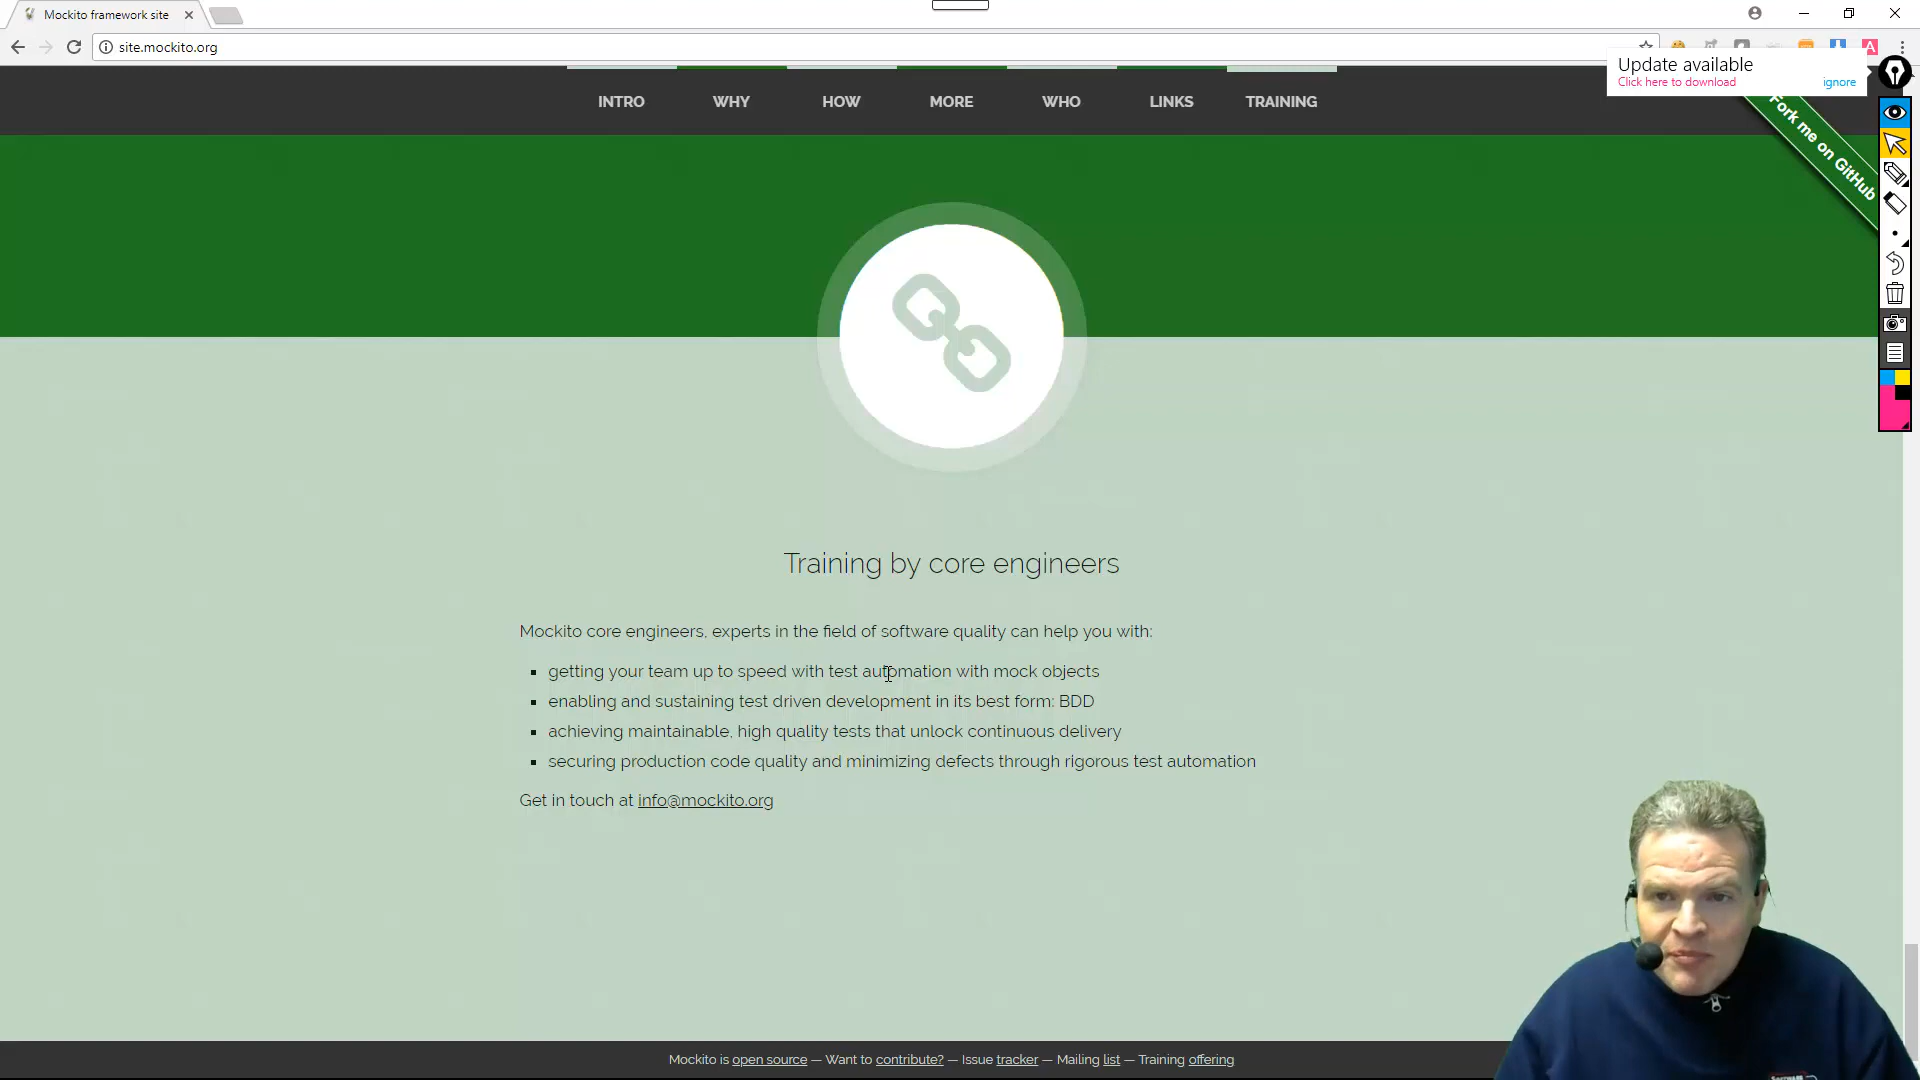 Mockito framework site
site.mockito.org
Update available
Click here to download ignore
INTRO WHY HOW MORE WHO LINKS TRAINING
Fork me on GitHub
Training by core engineers
Mockito core engineers, experts in the field of software quality can help you with:
getting your team up to speed with test automation with mock objects
enabling and sustaining test driven development in its best form: BDD
achieving maintainable, high quality tests that unlock continuous delivery
securing production code quality and minimizing defects through rigorous test automation
Get in touch at info@mockito.org
Mockito is open source — Want to contribute? — Issue tracker — Mailing list — Training offering